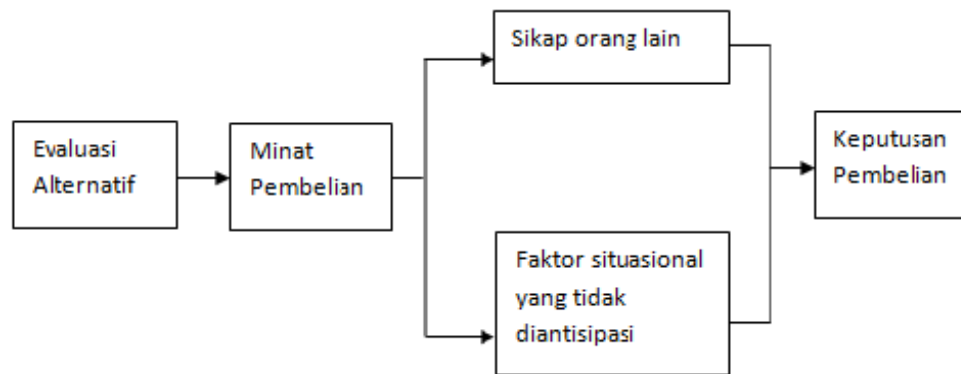 Evaluasi
Alternatif
Minat
Pembelian
Sikap orang lain
Faktor situasional
yang tidak
diantisipasi
Keputusan
Pembelian